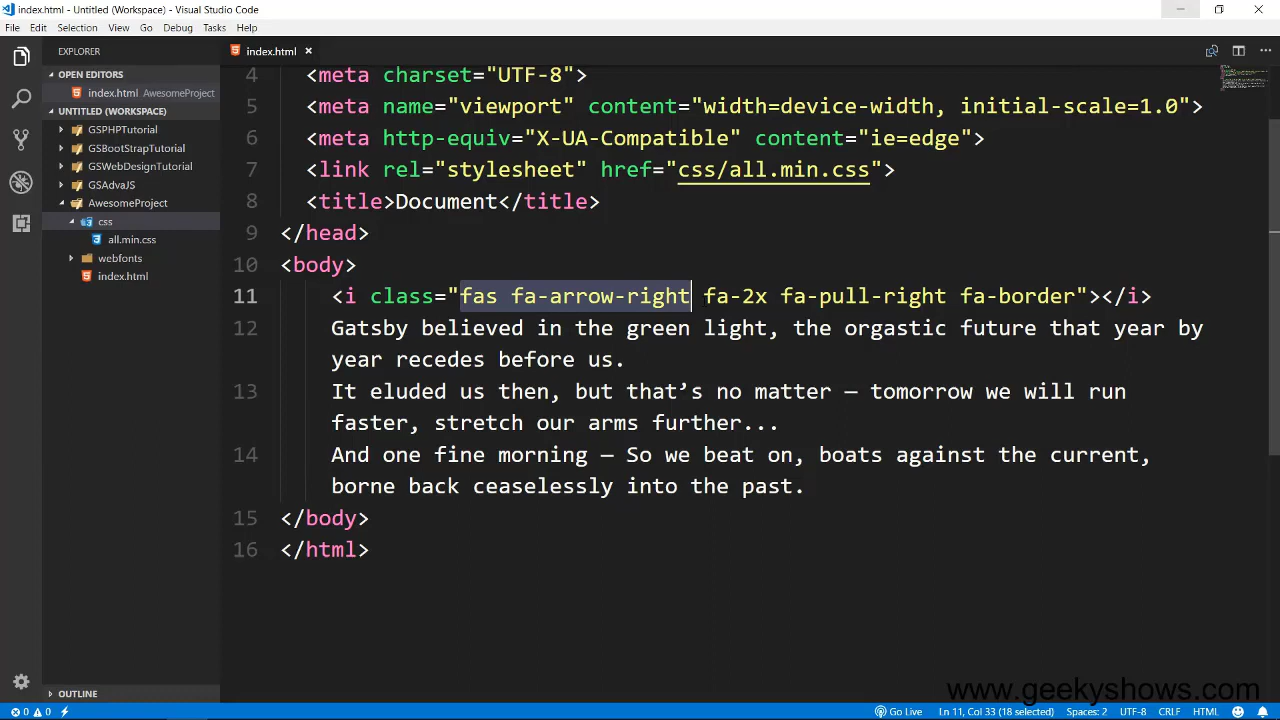 index.html - Untitled (Workspace) - Visual Studio Code
File Edit Selection View Go Debug Tasks Help
EXPLORER
OPEN EDITORS
index.html AwesomeProject
UNTITLED (WORKSPACE)
GSPHPTutorial
GSBootStrapTutorial
GSWebDesignTutorial
GSAdvaJS
AwesomeProject
css
all.min.css
webfonts
index.html
OUTLINE
index.html
4 <meta charset="UTF-8">
5 <meta name="viewport" content="width=device-width, initial-scale=1.0">
6 <meta http-equiv="X-UA-Compatible" content="ie=edge">
7 <link rel="stylesheet" href="css/all.min.css">
8 <title>Document</title>
9 </head>
10 <body>
11 <i class="fas fa-arrow-right fa-2x fa-pull-right fa-border"></i>
12 Gatsby believed in the green light, the orgastic future that year by
year recedes before us.
13 It eluded us then, but that’s no matter — tomorrow we will run
faster, stretch our arms further...
14 And one fine morning — So we beat on, boats against the current,
borne back ceaselessly into the past.
15 </body>
16 </html>
www.geekyshows.com
0 0 Go Live Ln 11, Col 33 (18 selected) Spaces: 2 UTF-8 CRLF HTML